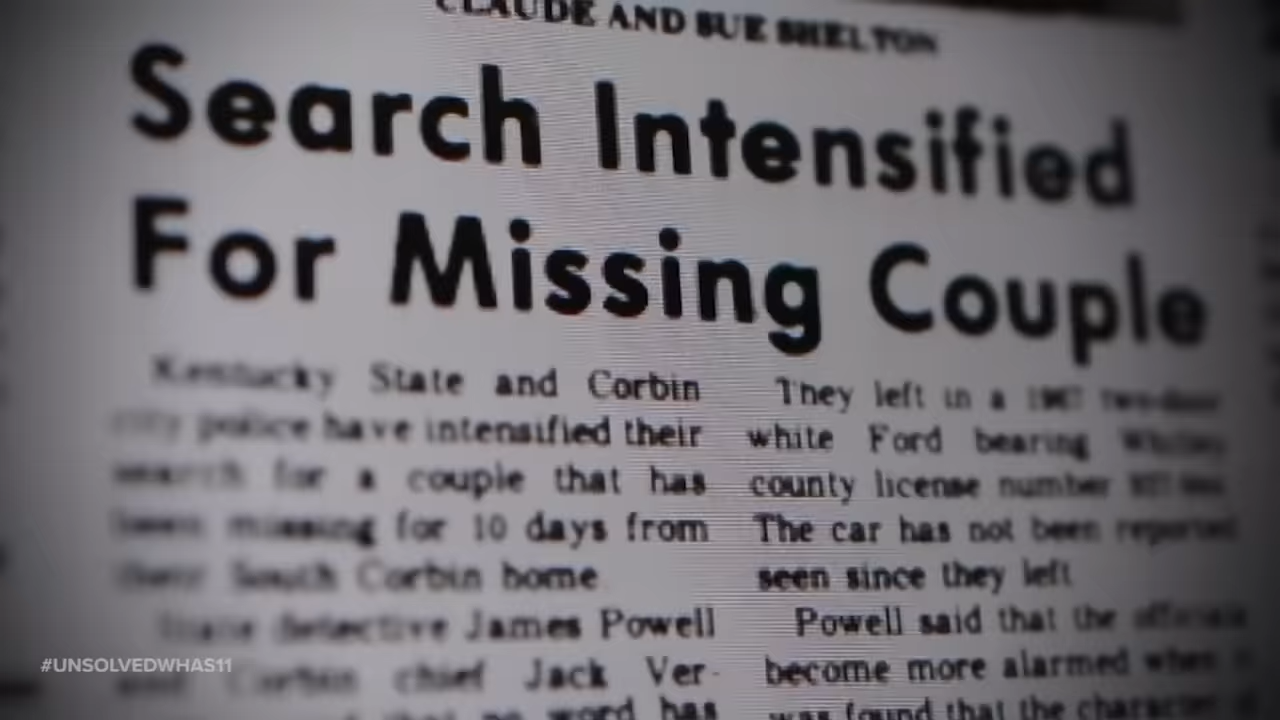 CLAUDE AND SUE SHELTON
Search Intensified
For Missing Couple
Kentucky State and Corbin
city police have intensified their
search for a couple that has
been missing for 10 days from
their South Corbin home
State detective James Powell
and Corbin chief Jack Ver-
that no word has
They left in a 1967 two-door
white Ford bearing Whitley
county license number
The car has not been reported
seen since they left
Powell said that the officials
become more alarmed when
was found that the character
#UNSOLVEDWHAS11